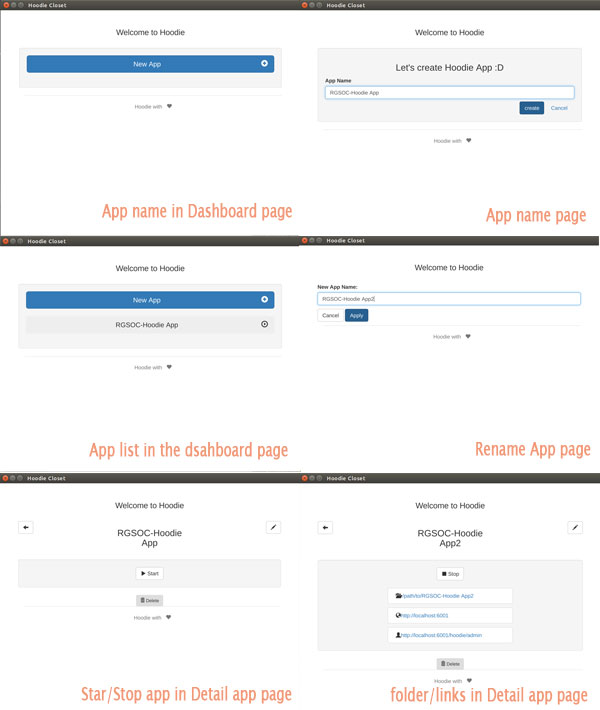 Hoodie Closet
Welcome to Hoodie
New App
Hoodie with
App name in Dashboard page
Hoodie Closet
Welcome to Hoodie
Let's create Hoodie App :D
App Name
RGSOC-Hoodie App
create Cancel
Hoodie with
App name page
Hoodie Closet
Welcome to Hoodie
New App
RGSOC-Hoodie App
Hoodie with
App list in the dsahboard page
Hoodie Closet
Welcome to Hoodie
New App Name:
RGSOC-Hoodie App2
Cancel Apply
Hoodie with
Rename App page
Hoodie Closet
Welcome to Hoodie
RGSOC-Hoodie
App
Start
Delete
Hoodie with
Star/Stop app in Detail app page
Hoodie Closet
Welcome to Hoodie
RGSOC-Hoodie
App2
Stop
/path/to/RGSOC-Hoodie App2
http://localhost:6001
http://localhost:6001/hoodie/admin
Delete
Hoodie with
folder/links in Detail app page